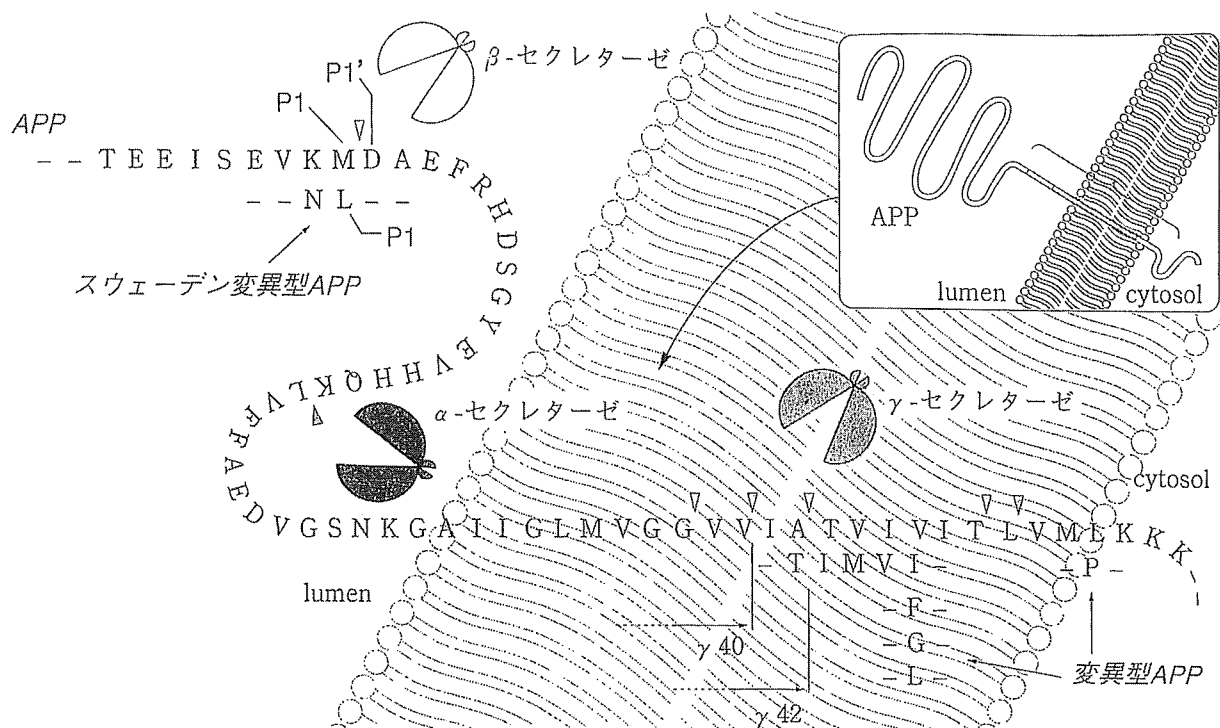 β-セクレターゼ
P1'
P1
APP
– – T E E I S E V K M D A E F R H D S G Y E V H H Q K L V F F A E D V G S N K G A I I G L M V G G V V I A T V I V I T L V M L K K K
– – N L – –
P1
スウェーデン変異型APP
APP
lumen
cytosol
α-セクレターゼ
γ-セクレターゼ
cytosol
– T I M V I –
– P –
lumen
– F –
γ 40
– G –
– L –
変異型APP
γ 42